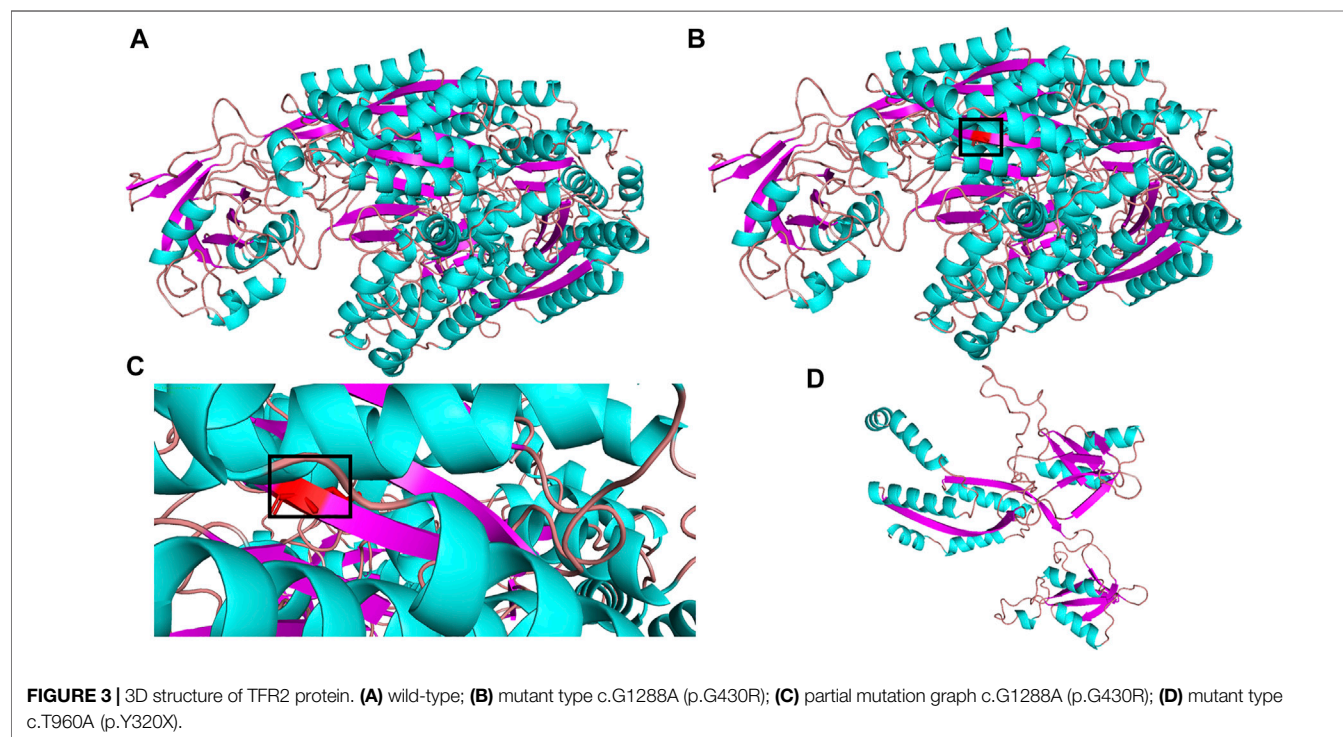 A
B
C
D
FIGURE 3 | 3D structure of TFR2 protein. (A) wild-type; (B) mutant type c.G1288A (p.G430R); (C) partial mutation graph c.G1288A (p.G430R); (D) mutant type
c.T960A (p.Y320X).